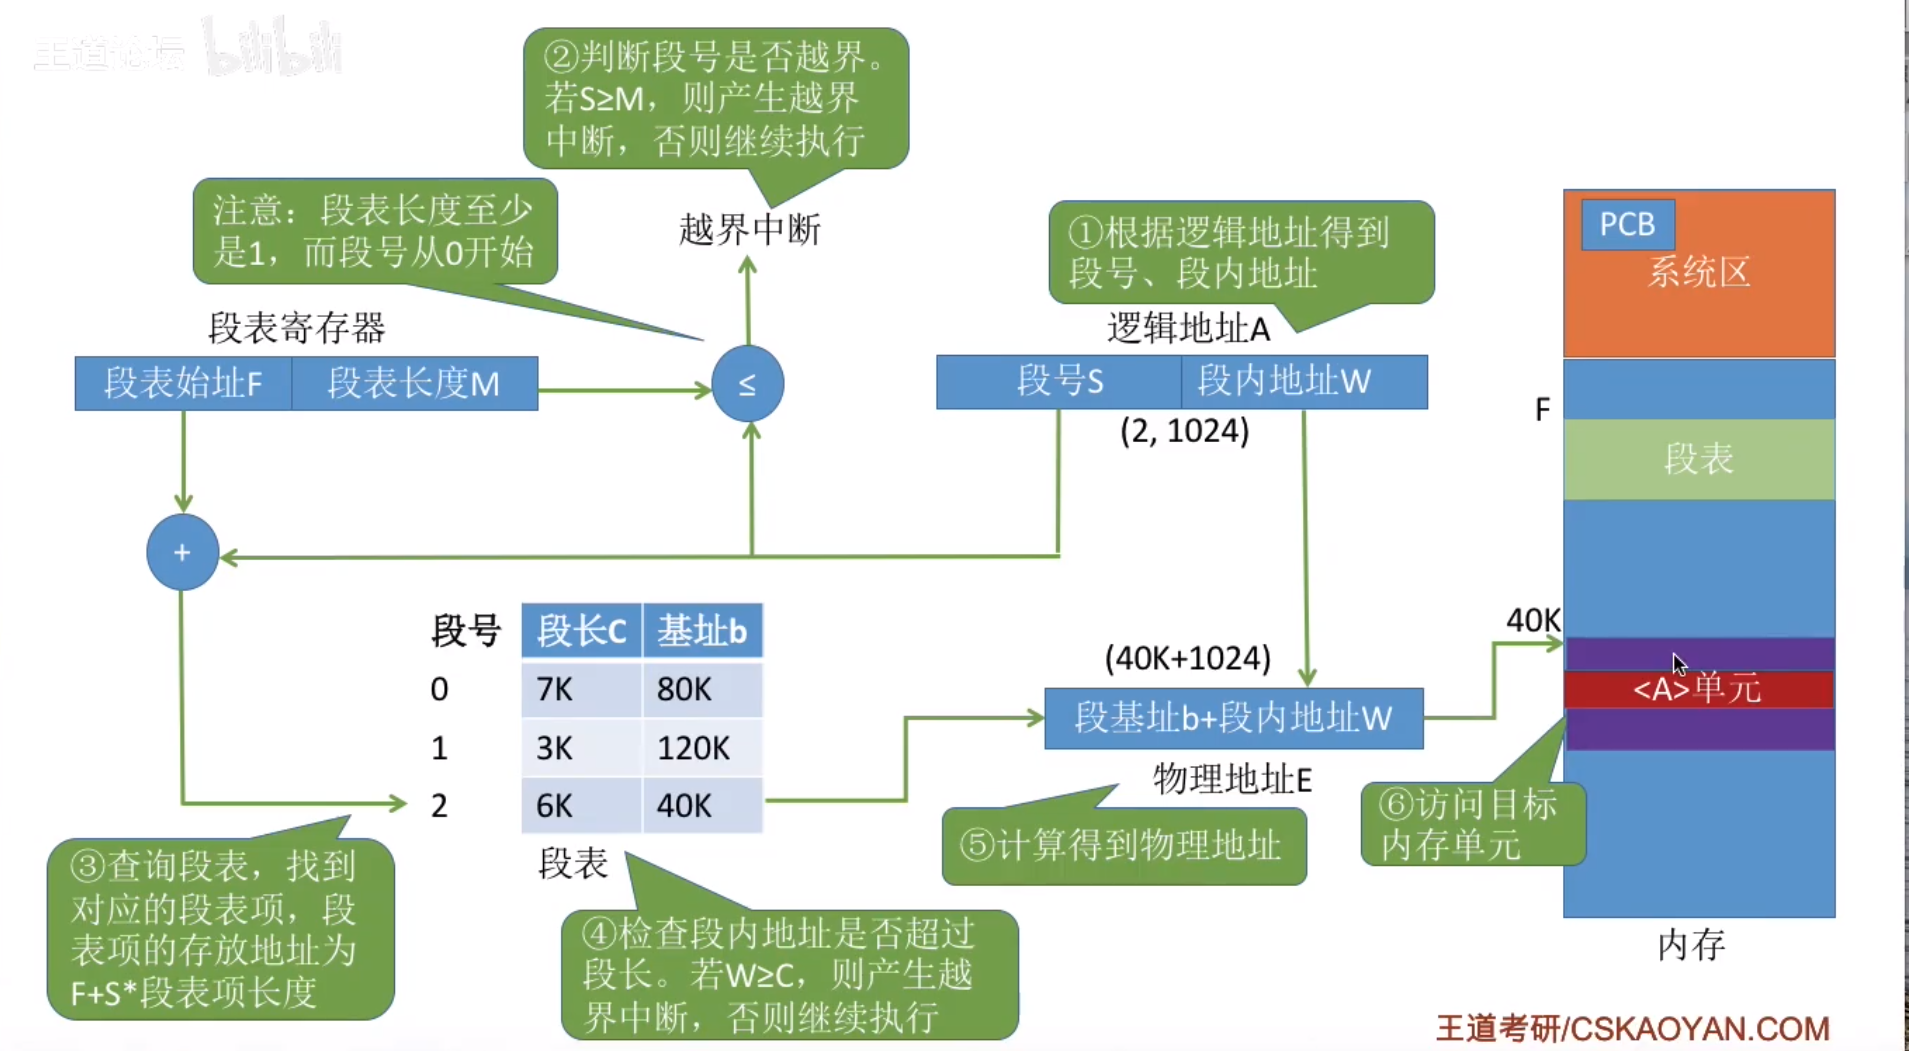 王道论坛 bilibili
②判断段号是否越界。
若S≥M，则产生越界
中断，否则继续执行
注意：段表长度至少
是1，而段号从0开始
越界中断
①根据逻辑地址得到
段号、段内地址
PCB
系统区
段表寄存器
逻辑地址A
段表始址F 段表长度M
≤
段号S 段内地址W
(2, 1024)
F
段表
+
段号 段长C 基址b
0 7K 80K
1 3K 120K
2 6K 40K
段表
40K
(40K+1024)
<A>单元
段基址b+段内地址W
物理地址E
③查询段表，找到
对应的段表项，段
表项的存放地址为
F+S*段表项长度
④检查段内地址是否超过
段长。若W≥C，则产生越
界中断，否则继续执行
⑤计算得到物理地址
⑥访问目标
内存单元
内存
王道考研/CSKAOYAN.COM